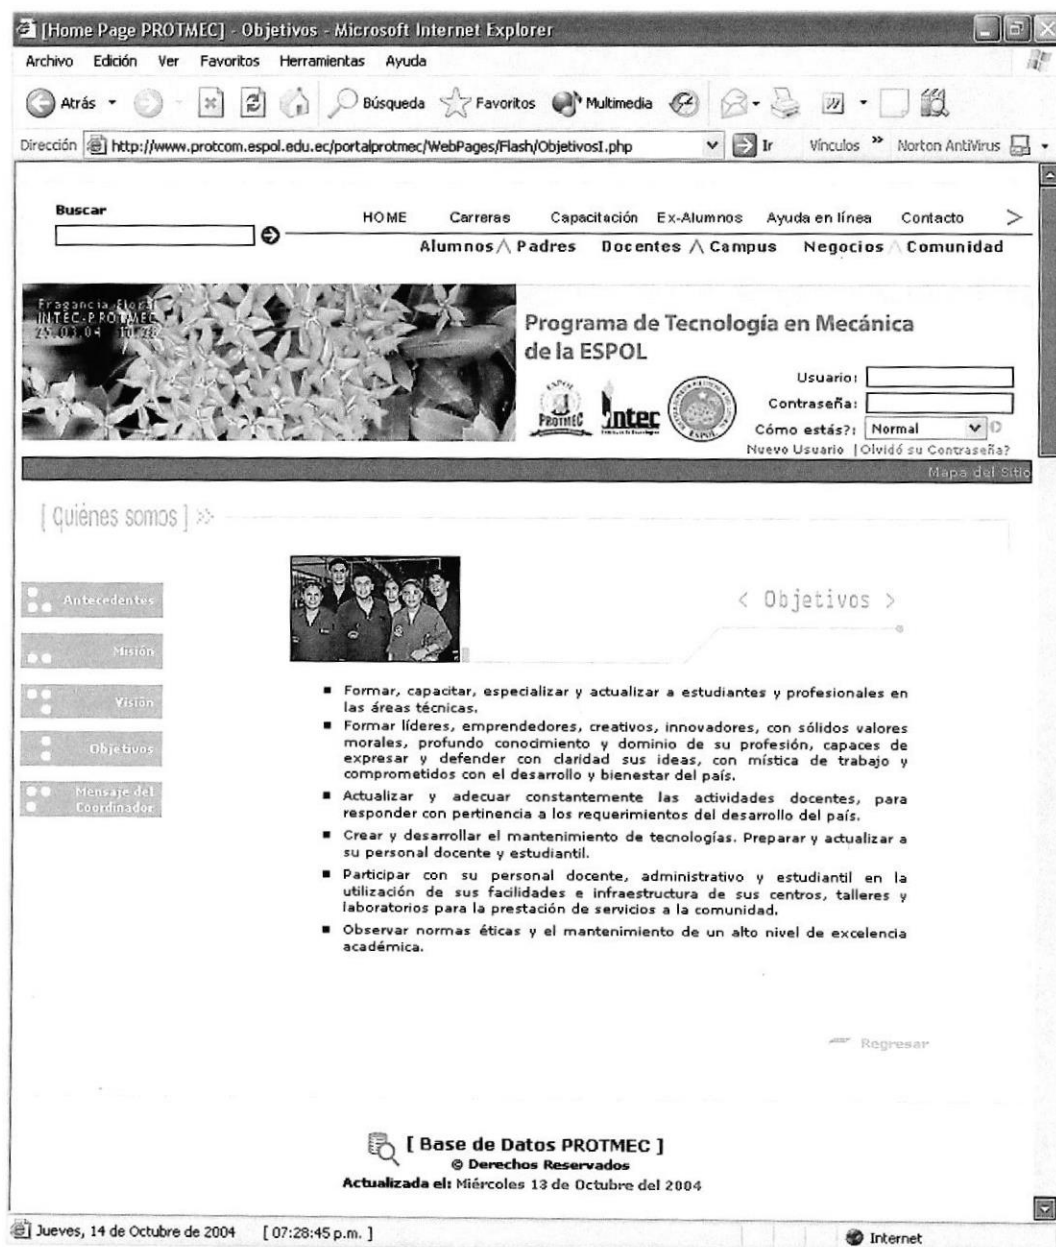 [Home Page PROTMEC] - Objetivos - Microsoft Internet Explorer
Archivo Edición Ver Favoritos Herramientas Ayuda
Atrás Búsqueda Favoritos Multimedia
Dirección http://www.protcom.espol.edu.ec/portalprotmec/WebPages/Flash/ObjetivosI.php Ir Vínculos » Norton AntiVirus
Buscar
HOME Carreras Capacitación Ex-Alumnos Ayuda en línea Contacto >
Alumnos Padres Docentes Campus Negocios Comunidad
Fragancia Floral
INTEC-PROTMEC
Programa de Tecnología en Mecánica
de la ESPOL
ESPOL
PROTMEC
Intec
ESPOL
Usuario:
Contraseña:
Cómo estás?: Normal
Nuevo Usuario | Olvidó su Contraseña?
Mapa del Sitio
[ Quiénes somos ] >>
Antecedentes
Misión
Visión
Objetivos
Mensaje del
Coordinador
< Objetivos >
■ Formar, capacitar, especializar y actualizar a estudiantes y profesionales en
las áreas técnicas.
■ Formar líderes, emprendedores, creativos, innovadores, con sólidos valores
morales, profundo conocimiento y dominio de su profesión, capaces de
expresar y defender con claridad sus ideas, con mística de trabajo y
comprometidos con el desarrollo y bienestar del país.
■ Actualizar y adecuar constantemente las actividades docentes, para
responder con pertinencia a los requerimientos del desarrollo del país.
■ Crear y desarrollar el mantenimiento de tecnologías. Preparar y actualizar a
su personal docente y estudiantil.
■ Participar con su personal docente, administrativo y estudiantil en la
utilización de sus facilidades e infraestructura de sus centros, talleres y
laboratorios para la prestación de servicios a la comunidad.
■ Observar normas éticas y el mantenimiento de un alto nivel de excelencia
académica.
Regresar
[ Base de Datos PROTMEC ]
© Derechos Reservados
Actualizada el: Miércoles 13 de Octubre del 2004
Jueves, 14 de Octubre de 2004 [ 07:28:45 p.m. ] Internet